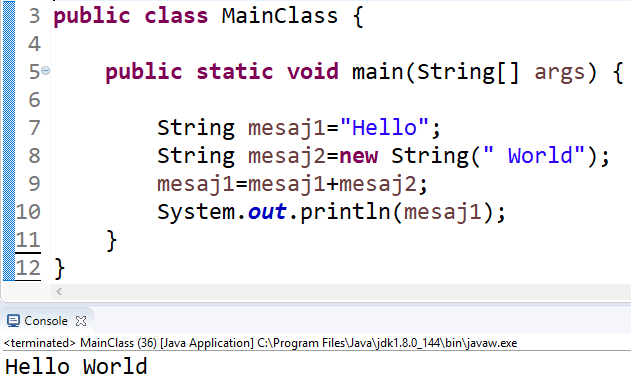 3 public class MainClass {
4
5 public static void main(String[] args) {
6
7 String mesaj1="Hello";
8 String mesaj2=new String(" World");
9 mesaj1=mesaj1+mesaj2;
10 System.out.println(mesaj1);
11 }
12 }
Console
<terminated> MainClass (36) [Java Application] C:\Program Files\Java\jdk1.8.0_144\bin\javaw.exe
Hello World